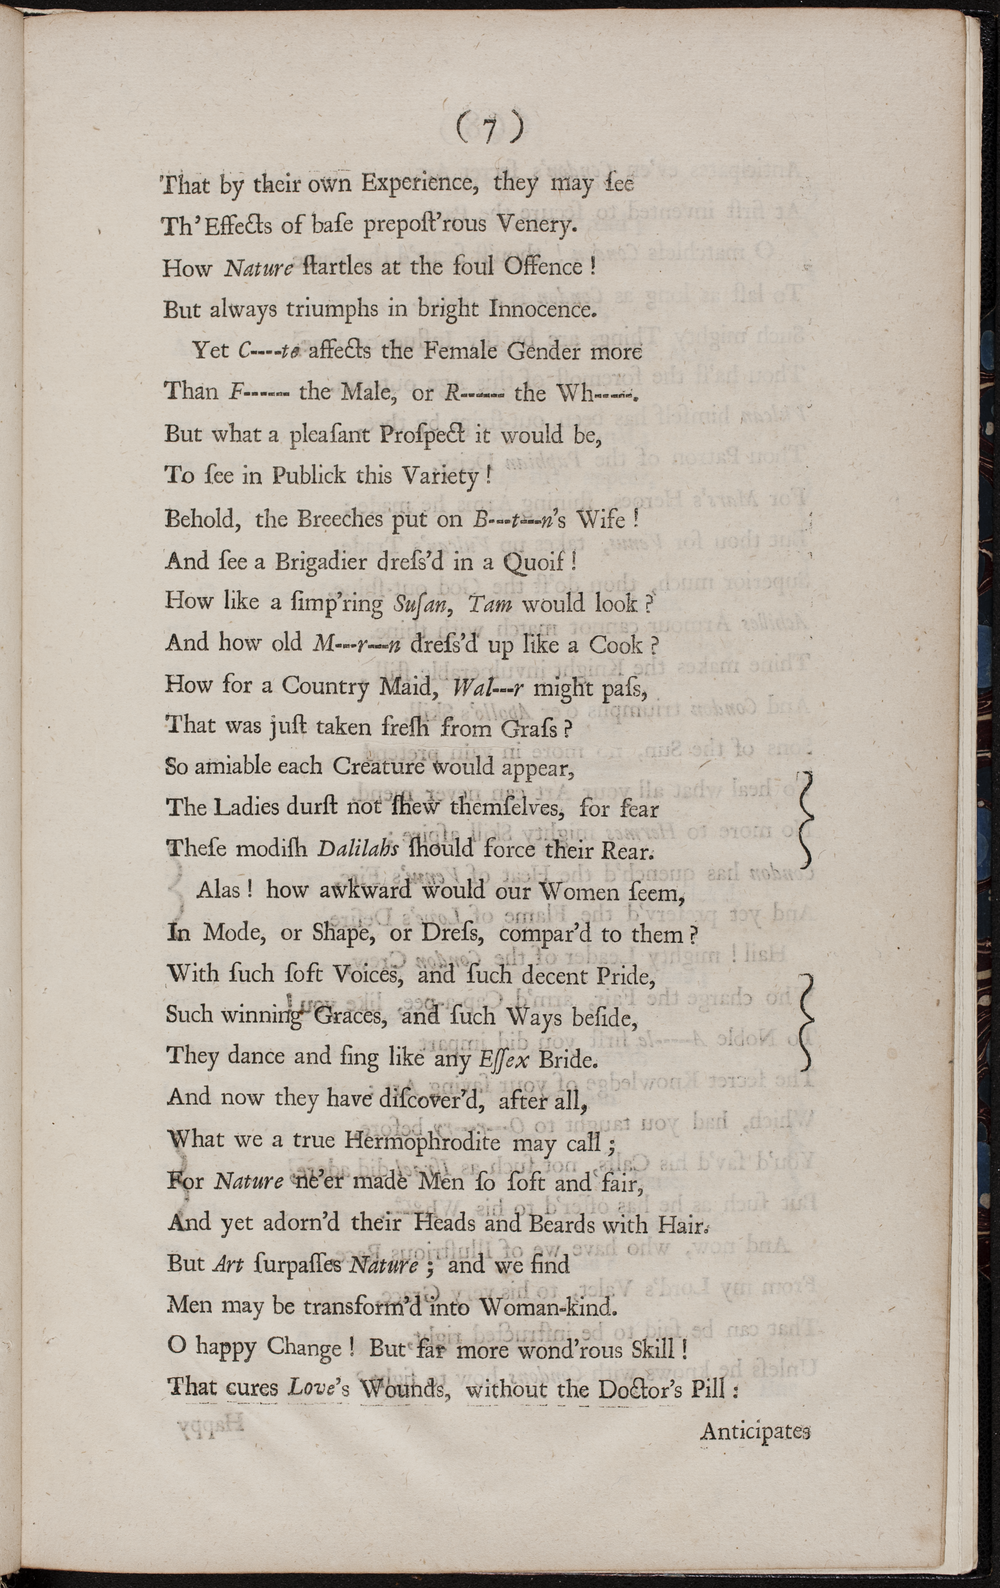 ( 7 )
That by their own Experience, they may ſee
Th' Effects of baſe prepoſt'rous Venery.
How Nature ſtartles at the foul Offence !
But always triumphs in bright Innocence.
Yet C----te affects the Female Gender more
Than F------ the Male, or R------ the Wh-----.
But what a pleaſant Proſpect it would be,
To ſee in Publick this Variety !
Behold, the Breeches put on B---t---n's Wife !
And ſee a Brigadier dreſs'd in a Quoif !
How like a ſimp'ring Suſan, Tam would look ?
And how old M---r---n dreſs'd up like a Cook ?
How for a Country Maid, Wal---r might paſs,
That was juſt taken freſh from Graſs ?
So amiable each Creature would appear,
The Ladies durſt not ſhew themſelves, for fear
Theſe modiſh Dalilahs ſhould force their Rear.
Alas ! how awkward would our Women ſeem,
In Mode, or Shape, or Dreſs, compar'd to them ?
With ſuch ſoft Voices, and ſuch decent Pride,
Such winning Graces, and ſuch Ways beſide,
They dance and ſing like any Eſſex Bride.
And now they have diſcover'd, after all,
What we a true Hermophrodite may call ;
For Nature ne'er made Men ſo ſoft and fair,
And yet adorn'd their Heads and Beards with Hair.
But Art ſurpaſſes Nature ; and we find
Men may be transform'd into Woman-kind.
O happy Change ! But far more wond'rous Skill !
That cures Love's Wounds, without the Doctor's Pill :
Anticipates